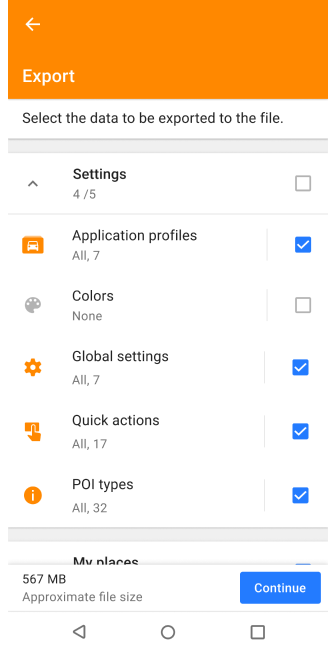 Export
Select the data to be exported to the file.
Settings
4 /5
Application profiles
All, 7
Colors
None
Global settings
All, 7
Quick actions
All, 17
POI types
All, 32
My places
567 MB
Approximate file size
Continue